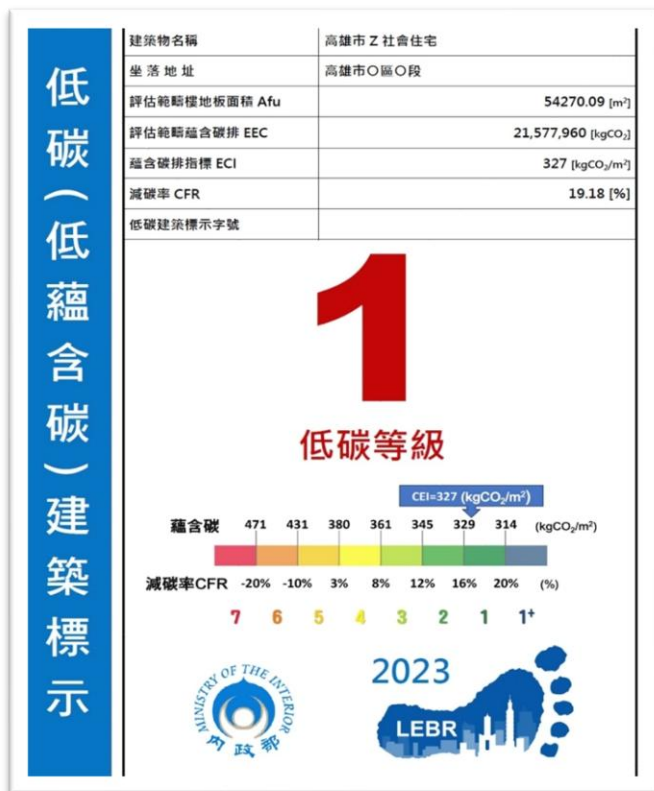 低碳(低蘊含碳)建築標示
建築物名稱 高雄市 Z 社會住宅
坐落地址 高雄市○區○段
評估範疇樓地板面積 Afu 54270.09 [m²]
評估範疇蘊含碳排 EEC 21,577,960 [kgCO₂]
蘊含碳排指標 ECI 327 [kgCO₂/m²]
減碳率 CFR 19.18 [%]
低碳建築標示字號
1
低碳等級
CEI=327 (kgCO₂/m²)
蘊含碳 471 431 380 361 345 329 314 (kgCO₂/m²)
減碳率CFR -20% -10% 3% 8% 12% 16% 20% (%)
7 6 5 4 3 2 1 1⁺
MINISTRY OF THE INTERIOR
內政部
2023
LEBR